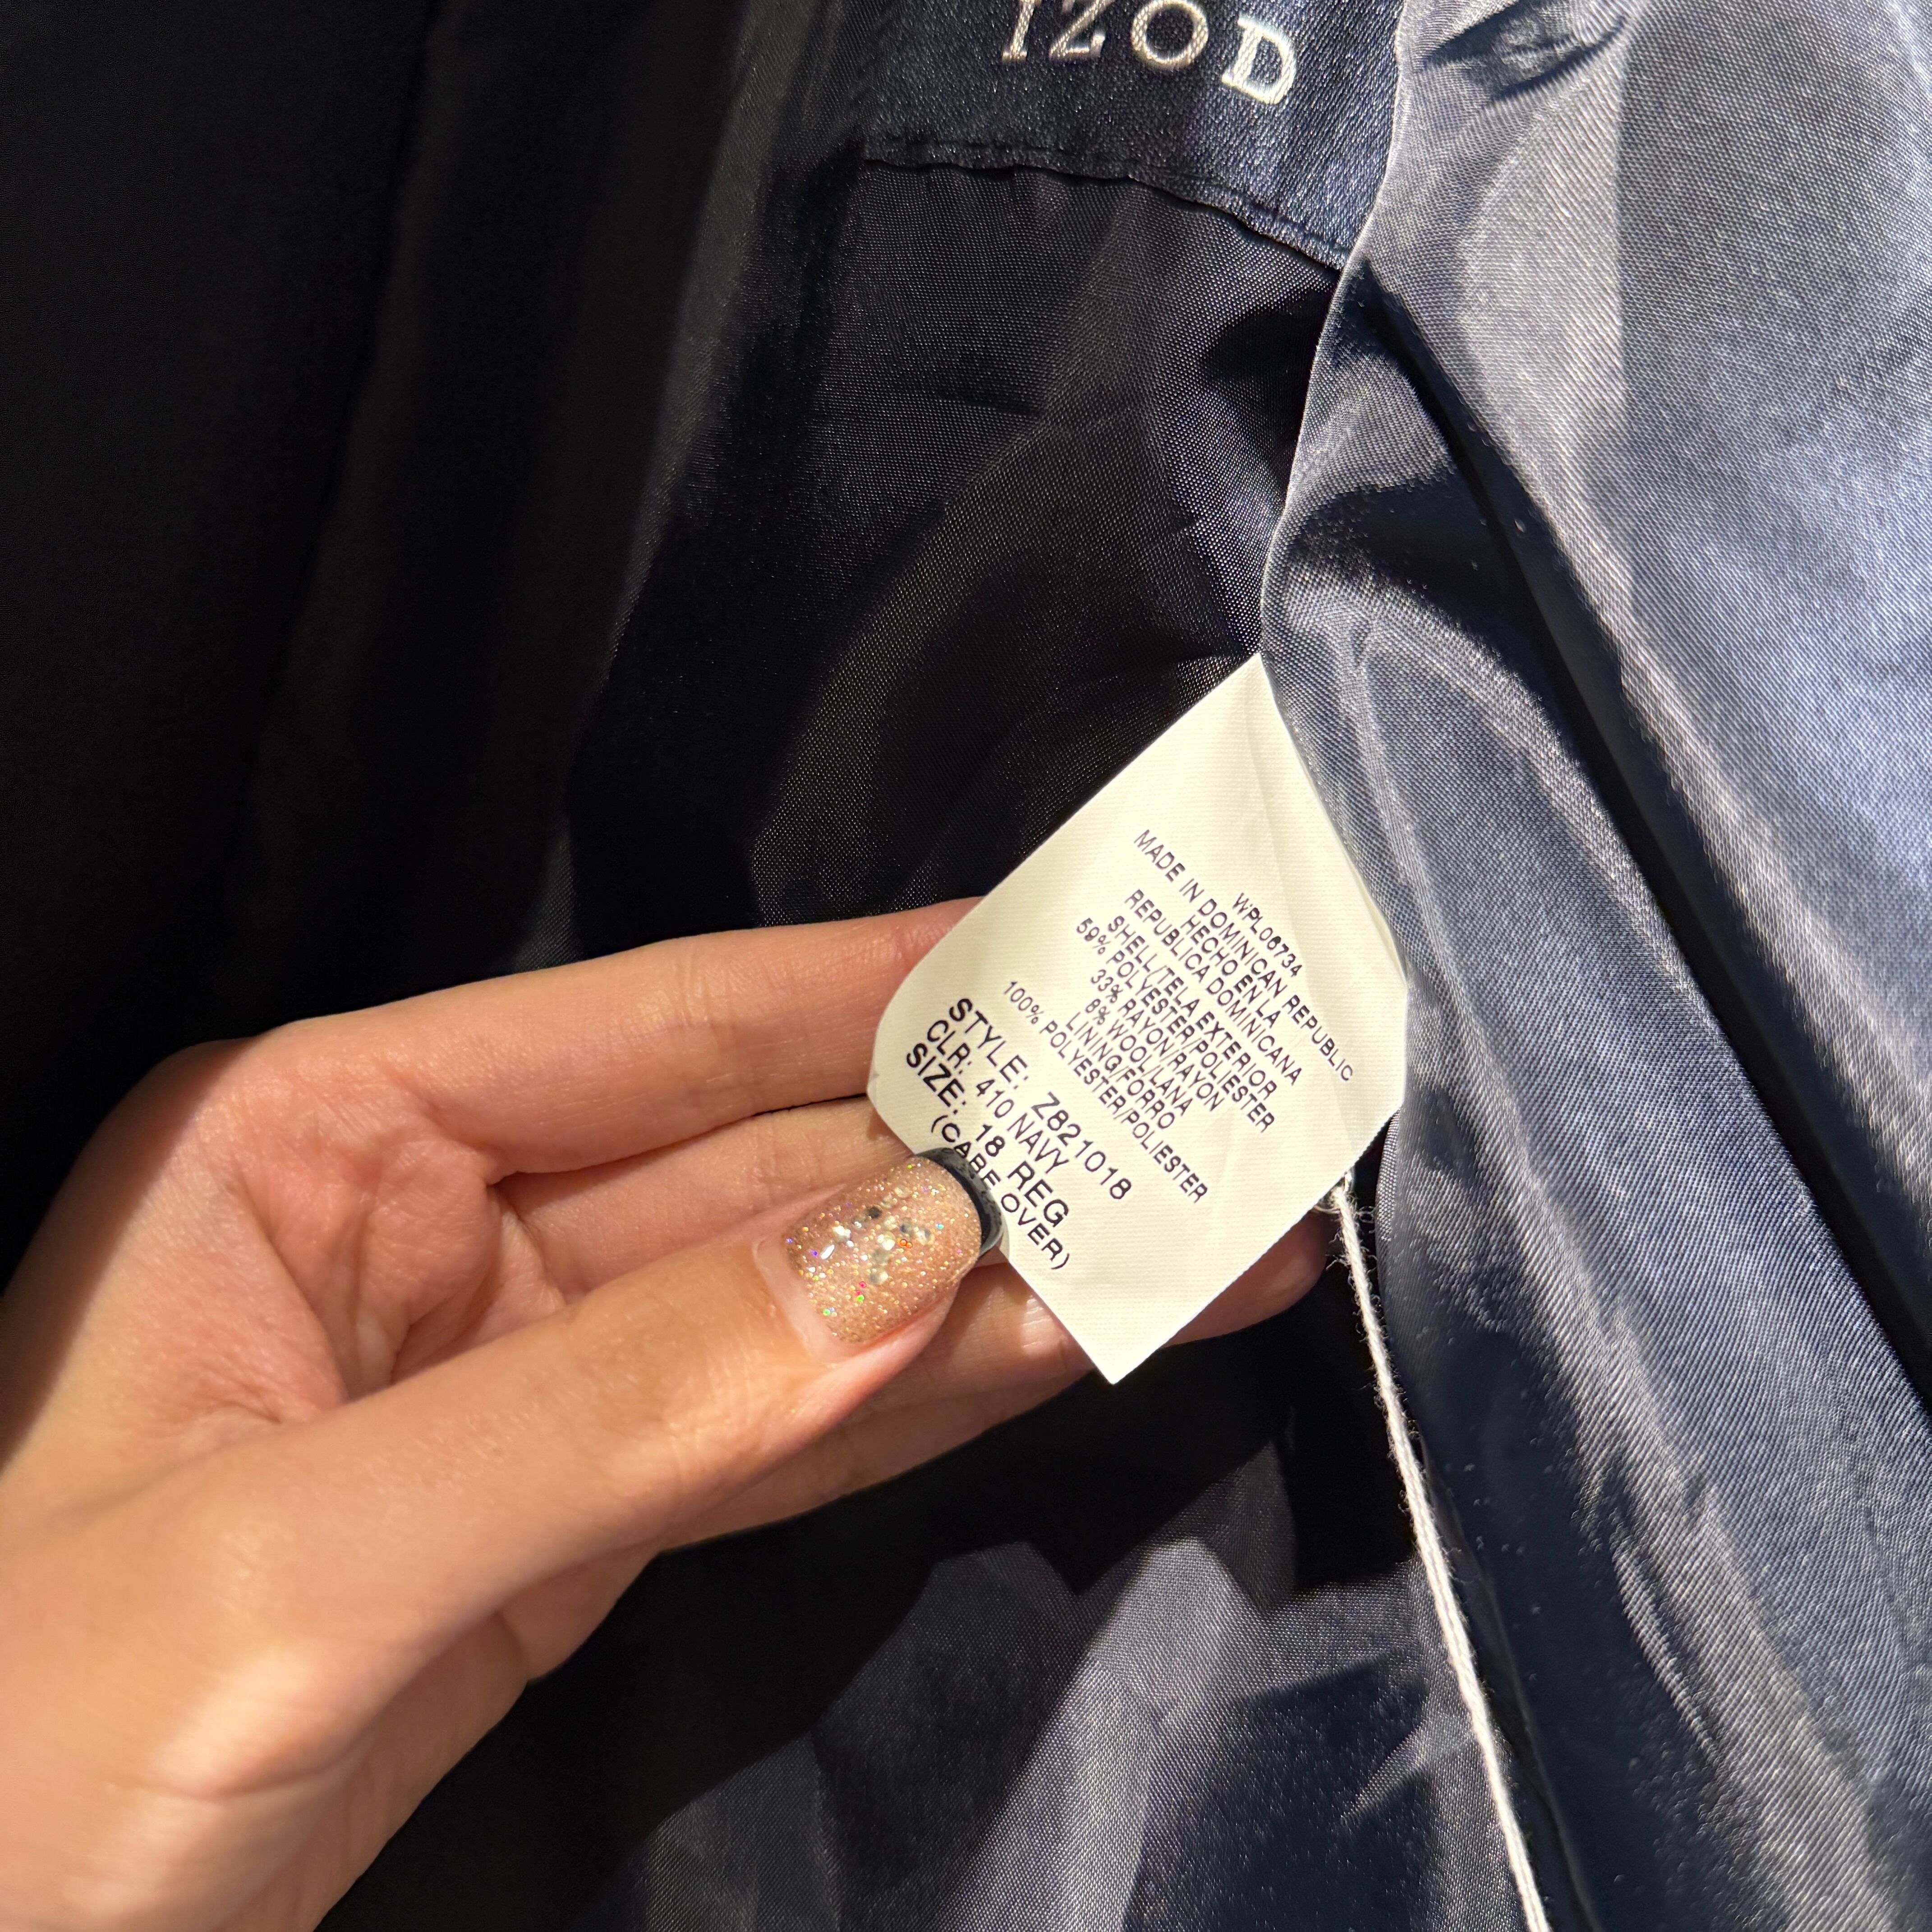 IZOD
WPL06734
MADE IN DOMINICAN REPUBLIC
HECHO EN LA
REPUBLICA DOMINICANA
SHELL/TELA EXTERIOR
59% POLYESTER/POLIESTER
33% RAYON/RAYON
8% WOOL/LANA
LINING/FORRO
100% POLYESTER/POLIESTER
STYLE: Z821018
CLR: 410 NAVY
SIZE: 18 REG
(CARE OVER)